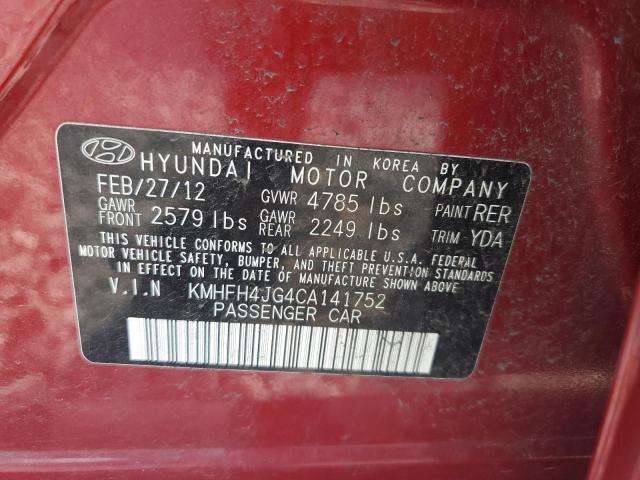 MANUFACTURED IN KOREA BY
HYUNDAI MOTOR COMPANY
FEB/27/12 GVWR 4785 lbs PAINT RER
GAWR FRONT 2579 lbs GAWR REAR 2249 lbs TRIM YDA
THIS VEHICLE CONFORMS TO ALL APPLICABLE U.S.A. FEDERAL
MOTOR VEHICLE SAFETY, BUMPER, AND THEFT PREVENTION STANDARDS
IN EFFECT ON THE DATE OF MANUFACTURE SHOWN ABOVE.
V.I.N KMHFH4JG4CA141752
PASSENGER CAR